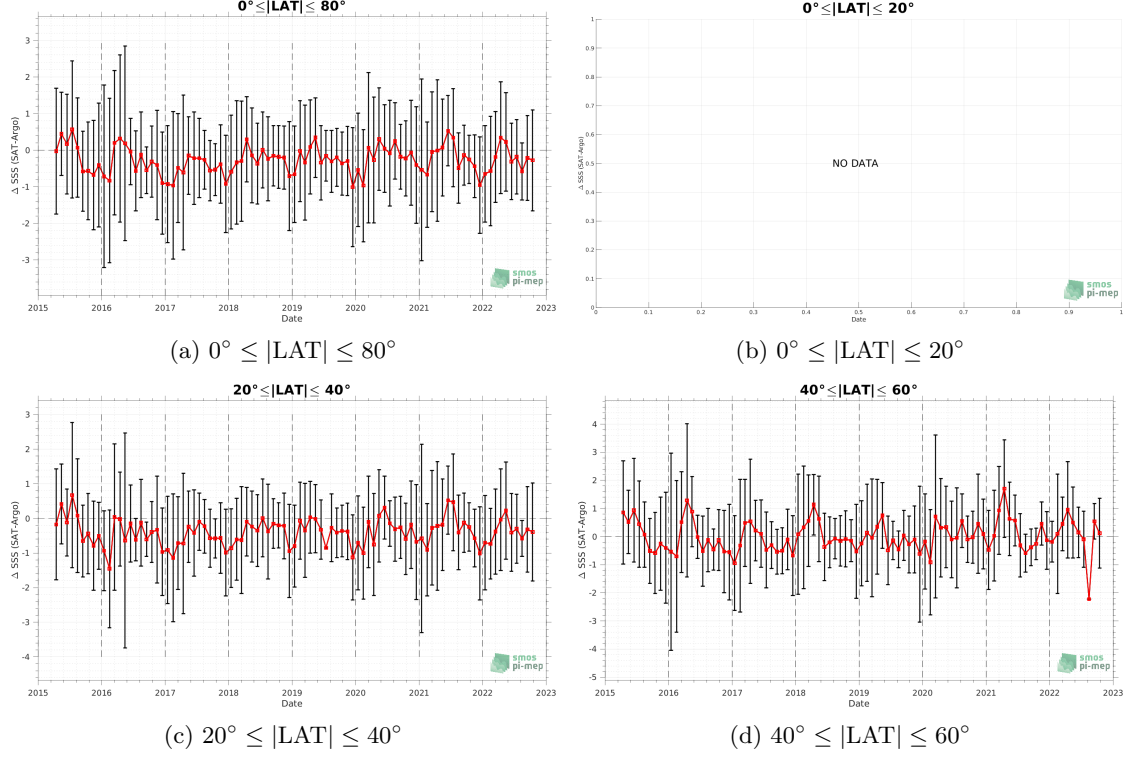 0°≤|LAT|≤ 80°
Δ SSS (SAT-Argo)
3
2
1
0
-1
-2
-3
2015 2016 2017 2018 2019 2020 2021 2022 2023
Date
smos
pi-mep
(a) 0° ≤ |LAT| ≤ 80°
0°≤|LAT|≤ 20°
Δ SSS (SAT-Argo)
1
0.9
0.8
0.7
0.6
0.5
0.4
0.3
0.2
0.1
0
NO DATA
0 0.1 0.2 0.3 0.4 0.5 0.6 0.7 0.8 0.9 1
Date
smos
pi-mep
(b) 0° ≤ |LAT| ≤ 20°
20°≤|LAT|≤ 40°
Δ SSS (SAT-Argo)
3
2
1
0
-1
-2
-3
-4
2015 2016 2017 2018 2019 2020 2021 2022 2023
Date
smos
pi-mep
(c) 20° ≤ |LAT| ≤ 40°
40°≤|LAT|≤ 60°
Δ SSS (SAT-Argo)
4
3
2
1
0
-1
-2
-3
-4
-5
2015 2016 2017 2018 2019 2020 2021 2022 2023
Date
smos
pi-mep
(d) 40° ≤ |LAT| ≤ 60°